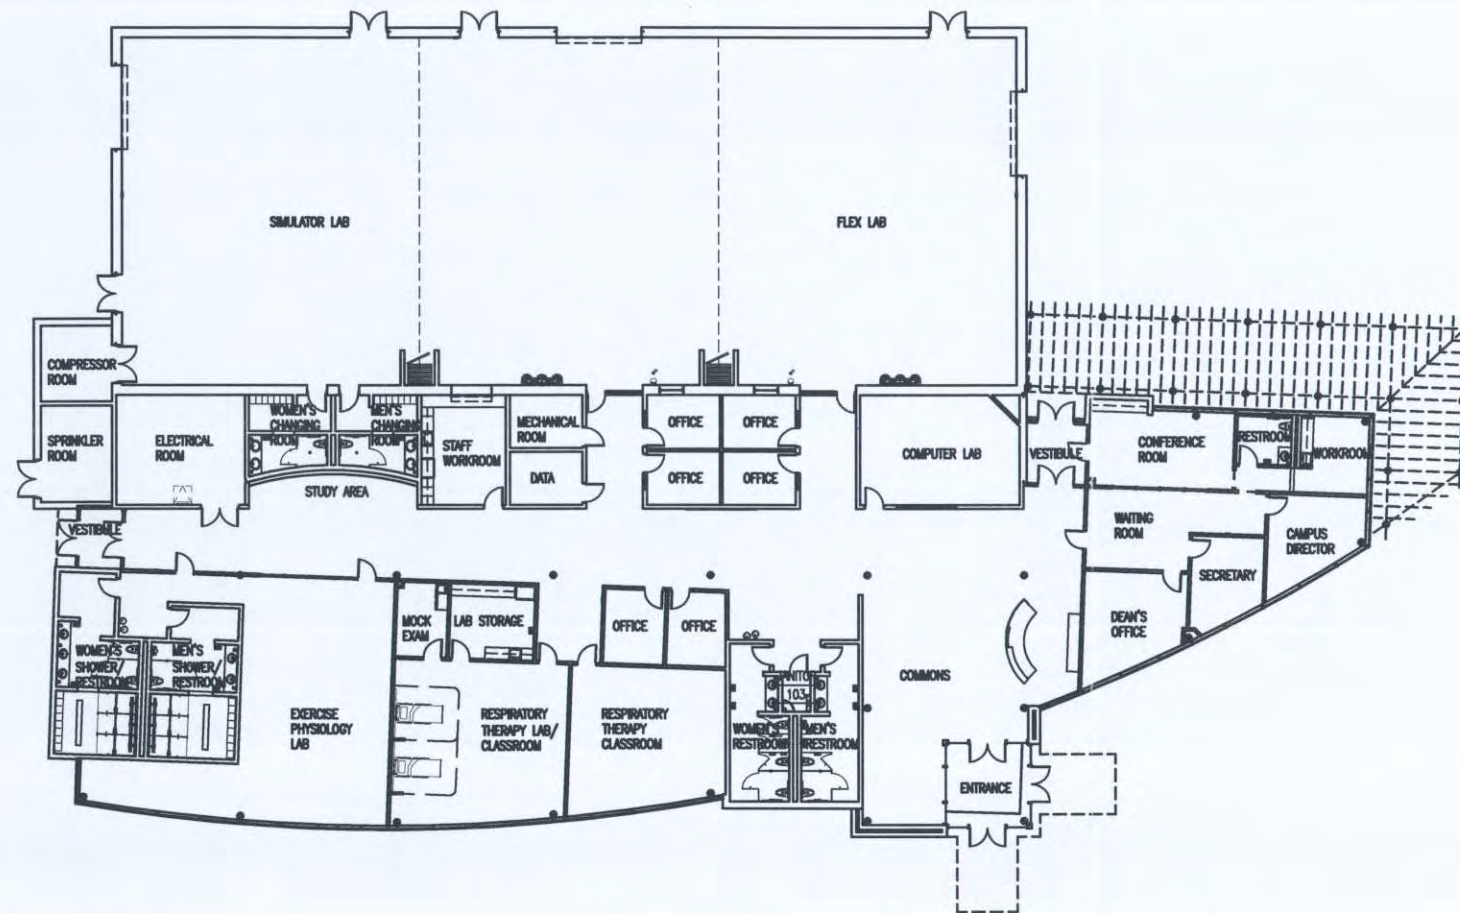 SIMULATOR LAB
FLEX LAB
COMPRESSOR
ROOM
SPRINKLER
ROOM
ELECTRICAL
ROOM
WOMEN'S
CHANGING
ROOM
MEN'S
CHANGING
ROOM
STAFF
WORKROOM
MECHANICAL
ROOM
DATA
OFFICE
OFFICE
OFFICE
OFFICE
COMPUTER LAB
VESTIBULE
CONFERENCE
ROOM
RESTROOM
WORKROOM
STUDY AREA
VESTIBULE
WAITING
ROOM
CAMPUS
DIRECTOR
SECRETARY
DEAN'S
OFFICE
MOCK
EXAM
LAB STORAGE
OFFICE
OFFICE
WOMEN'S
SHOWER/
RESTROOM
MEN'S
SHOWER/
RESTROOM
EXERCISE
PHYSIOLOGY
LAB
RESPIRATORY
THERAPY LAB/
CLASSROOM
RESPIRATORY
THERAPY
CLASSROOM
103
WOMEN'S
RESTROOM
MEN'S
RESTROOM
COMMONS
ENTRANCE